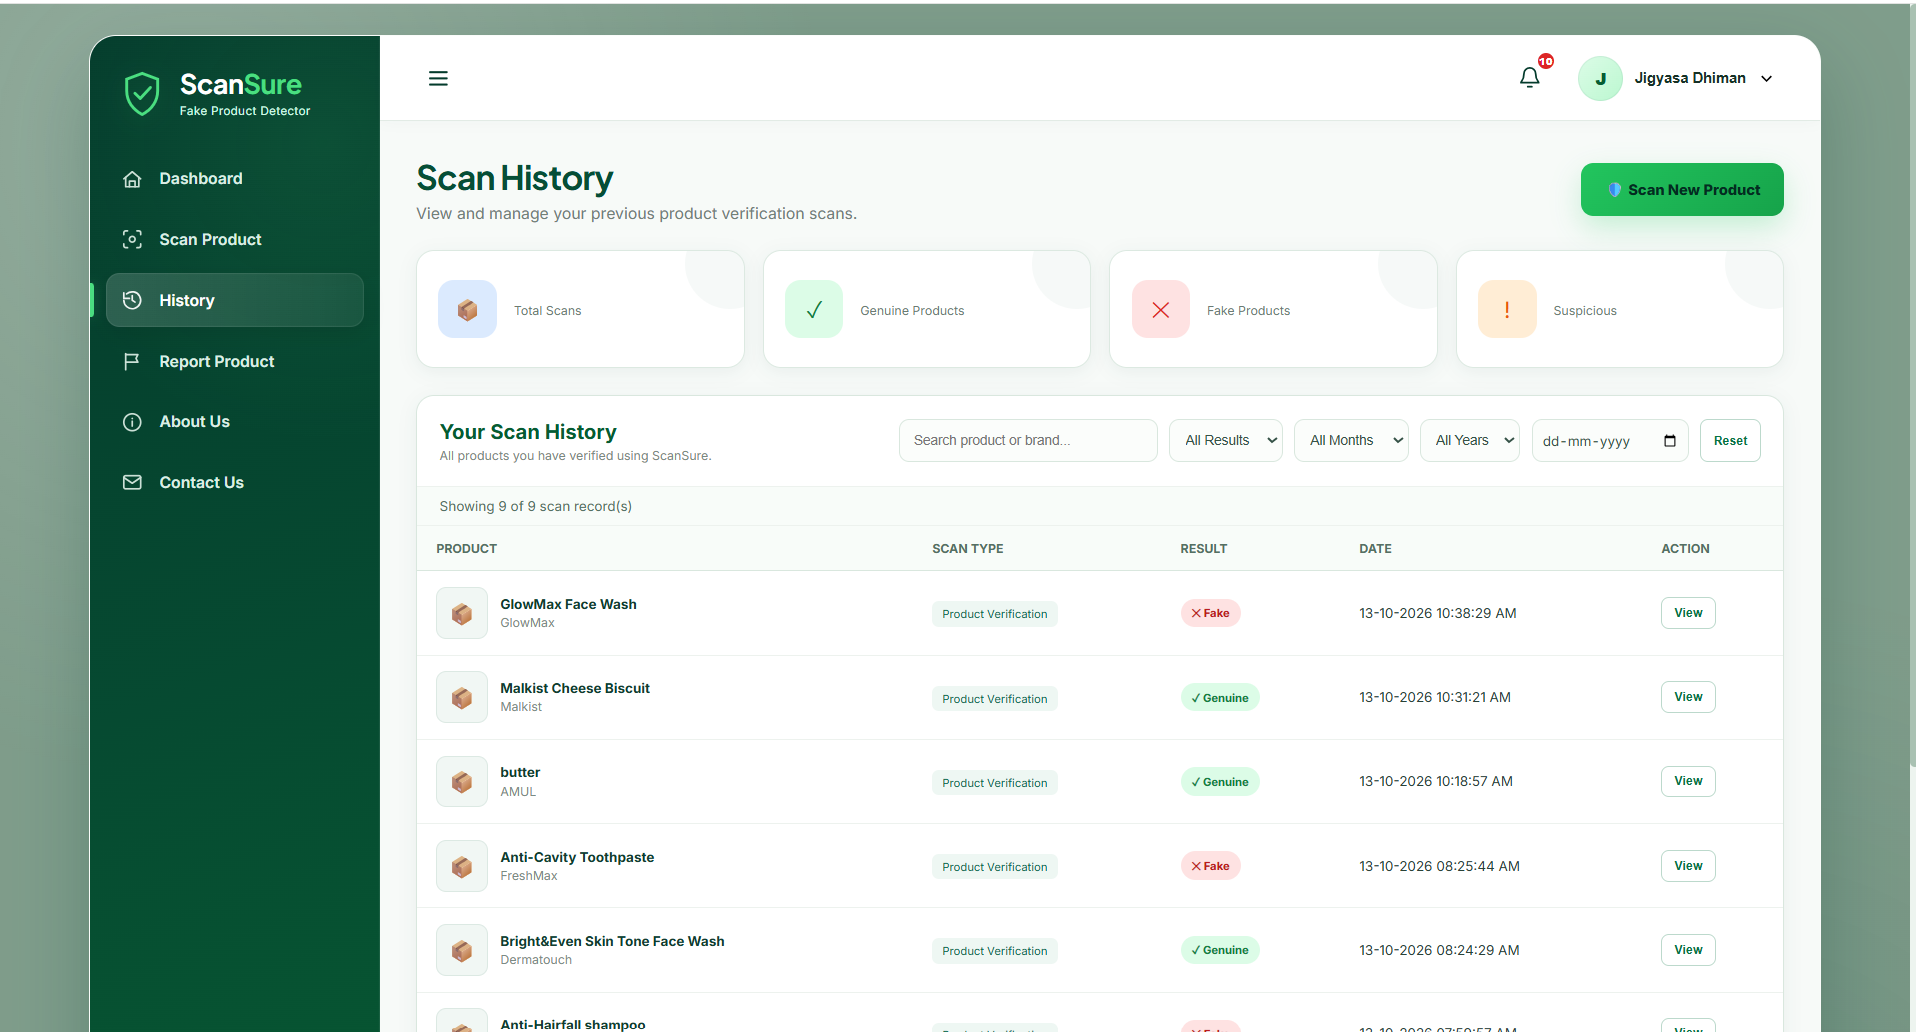 ScanSure
Fake Product Detector
Dashboard
Scan Product
History
Report Product
About Us
Contact Us
10
J
Jigyasa Dhiman
Scan History
View and manage your previous product verification scans.
Scan New Product
Total Scans
Genuine Products
Fake Products
Suspicious
Your Scan History
All products you have verified using ScanSure.
Search product or brand...
All Results
All Months
All Years
dd-mm-yyyy
Reset
Showing 9 of 9 scan record(s)
PRODUCT SCAN TYPE RESULT DATE ACTION
GlowMax Face Wash
GlowMax
Product Verification
Fake
13-10-2026 10:38:29 AM
View
Malkist Cheese Biscuit
Malkist
Product Verification
Genuine
13-10-2026 10:31:21 AM
View
butter
AMUL
Product Verification
Genuine
13-10-2026 10:18:57 AM
View
Anti-Cavity Toothpaste
FreshMax
Product Verification
Fake
13-10-2026 08:25:44 AM
View
Bright&Even Skin Tone Face Wash
Dermatouch
Product Verification
Genuine
13-10-2026 08:24:29 AM
View
Anti-Hairfall shampoo